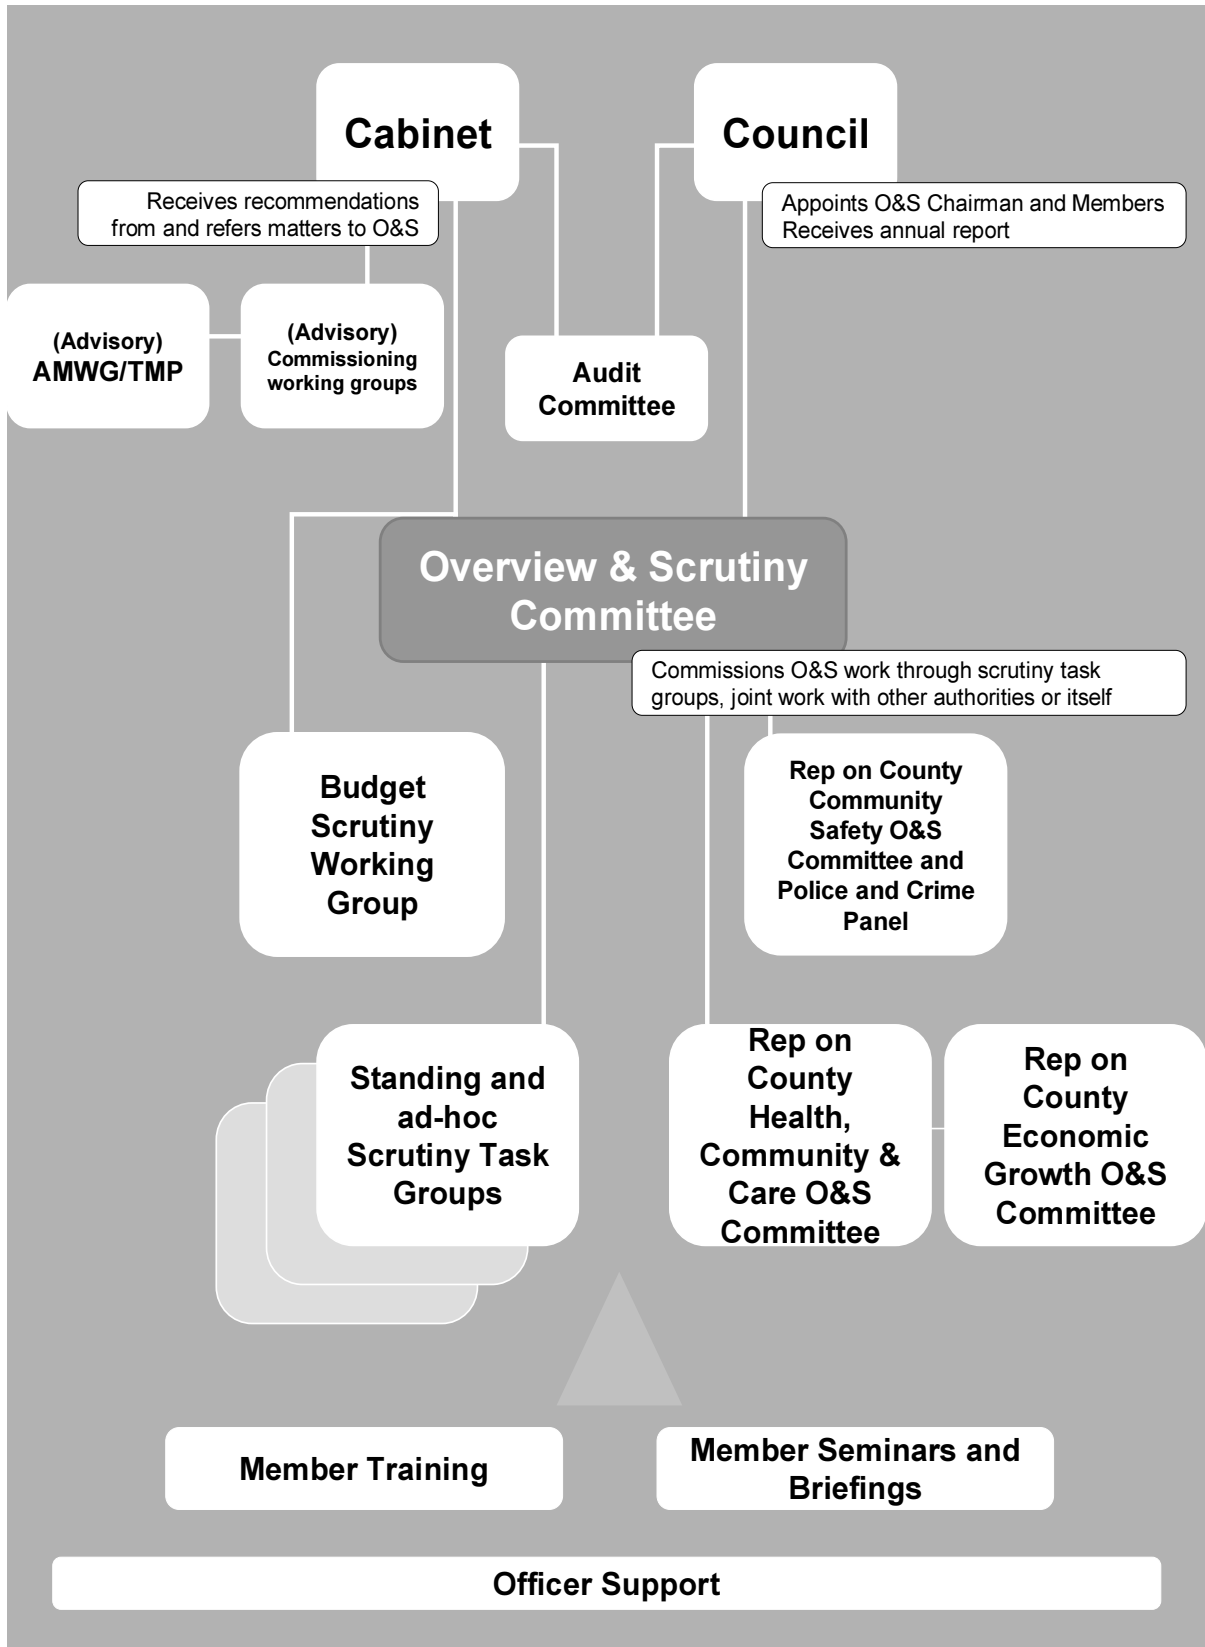 Cabinet
Council
Receives recommendations
from and refers matters to O&S
Appoints O&S Chairman and Members
Receives annual report
(Advisory)
AMWG/TMP
(Advisory)
Commissioning
working groups
Audit
Committee
Overview & Scrutiny
Committee
Commissions O&S work through scrutiny task
groups, joint work with other authorities or itself
Budget
Scrutiny
Working
Group
Rep on County
Community
Safety O&S
Committee and
Police and Crime
Panel
Standing and
ad-hoc
Scrutiny Task
Groups
Rep on
County
Health,
Community &
Care O&S
Committee
Rep on
County
Economic
Growth O&S
Committee
Member Training
Member Seminars and
Briefings
Officer Support